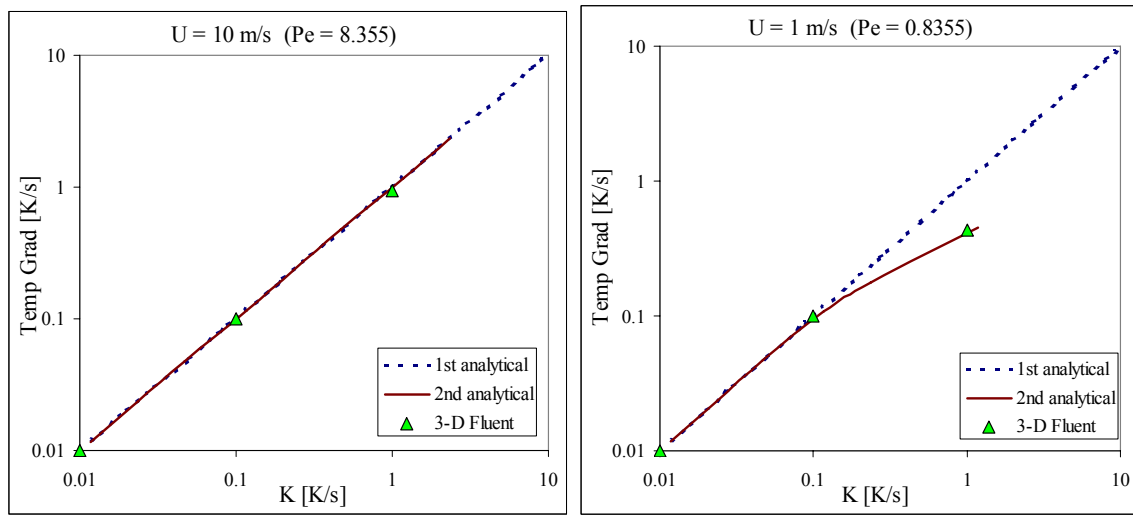 U = 10 m/s (Pe = 8.355)
10
1
0.1
0.01
Temp Grad [K/s]
1st analytical
2nd analytical
3-D Fluent
0.01 0.1 1 10
K [K/s]
U = 1 m/s (Pe = 0.8355)
10
1
0.1
0.01
Temp Grad [K/s]
1st analytical
2nd analytical
3-D Fluent
0.01 0.1 1 10
K [K/s]